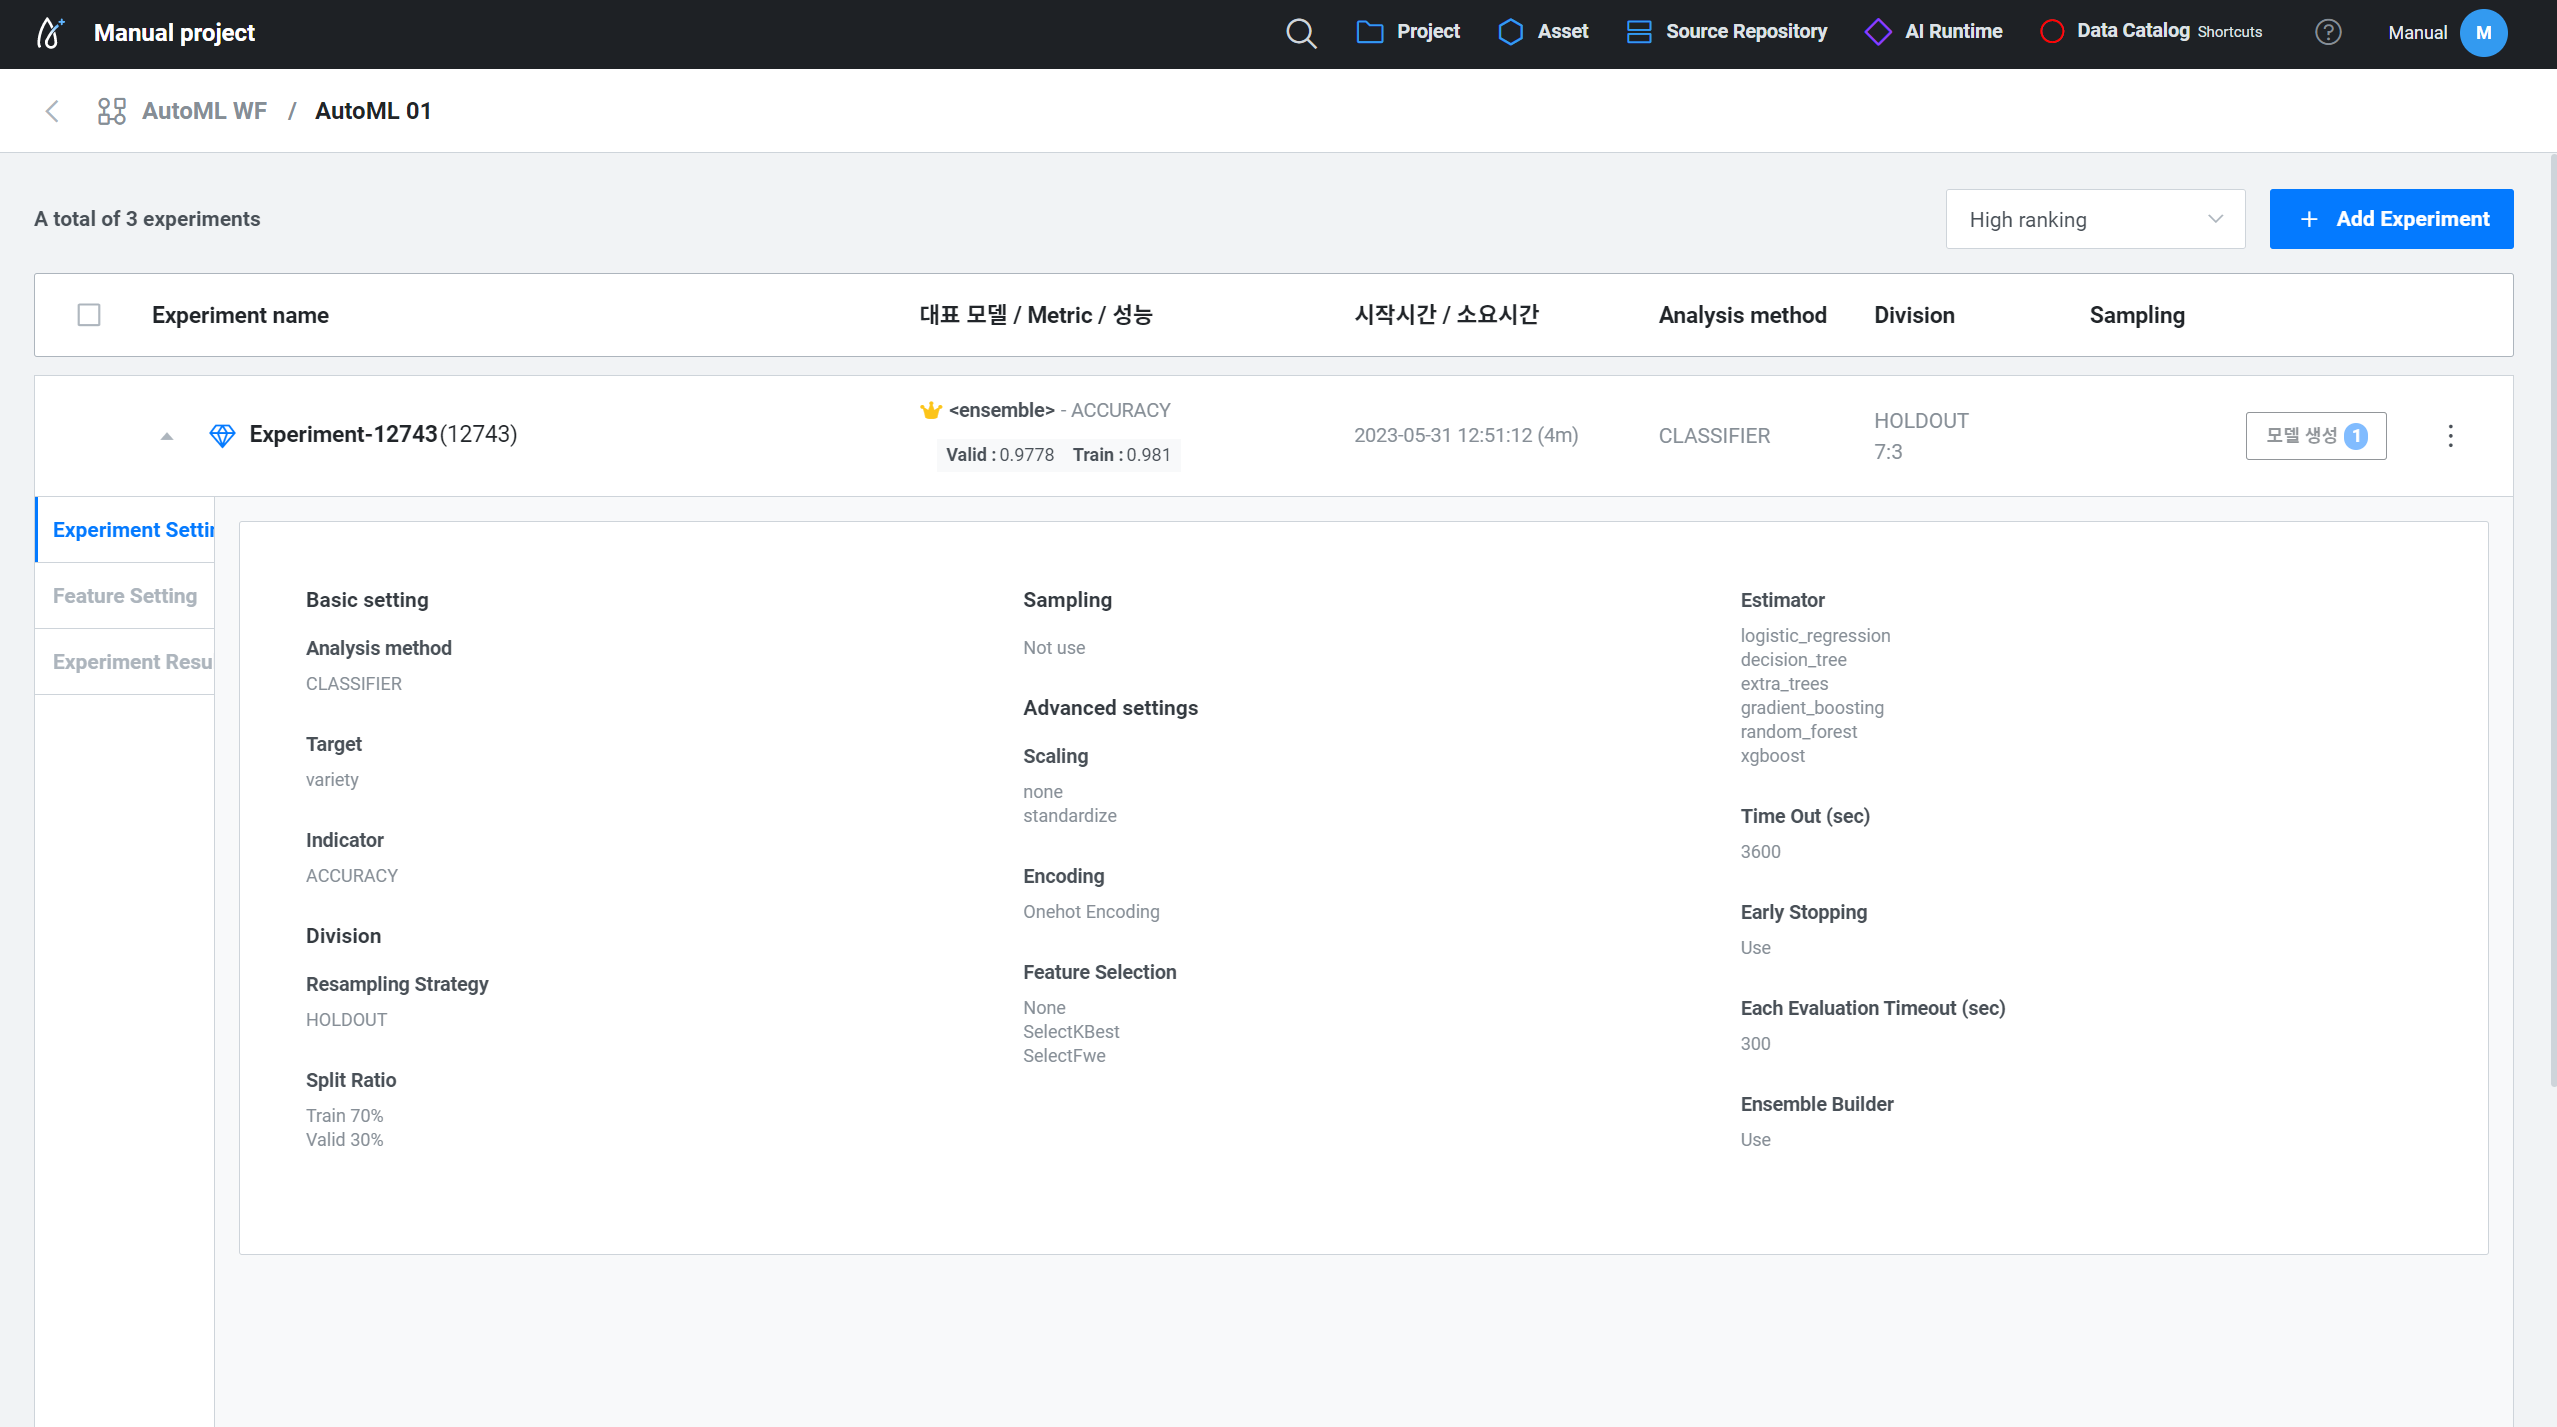 Manual project
Project
Asset
Source Repository
AI Runtime
Data Catalog Shortcuts
?
Manual
M
AutoML WF / AutoML 01
A total of 3 experiments
High ranking
+ Add Experiment
Experiment name
대표 모델 / Metric / 성능
시작시간 / 소요시간
Analysis method
Division
Sampling
Experiment-12743(12743)
<ensemble> - ACCURACY
Valid : 0.9778 Train : 0.981
2023-05-31 12:51:12 (4m)
CLASSIFIER
HOLDOUT
7:3
모델 생성 1
Experiment Settin
Feature Setting
Experiment Resu
Basic setting
Analysis method
CLASSIFIER
Target
variety
Indicator
ACCURACY
Division
Resampling Strategy
HOLDOUT
Split Ratio
Train 70%
Valid 30%
Sampling
Not use
Advanced settings
Scaling
none
standardize
Encoding
Onehot Encoding
Feature Selection
None
SelectKBest
SelectFwe
Estimator
logistic_regression
decision_tree
extra_trees
gradient_boosting
random_forest
xgboost
Time Out (sec)
3600
Early Stopping
Use
Each Evaluation Timeout (sec)
300
Ensemble Builder
Use